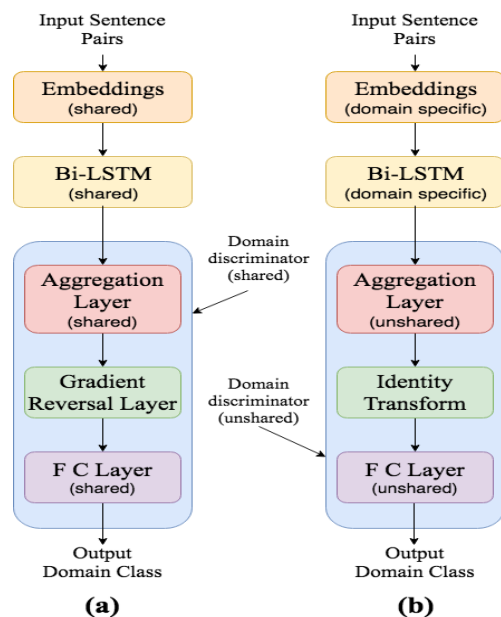 Input Sentence
Pairs
Embeddings
(shared)
Bi-LSTM
(shared)
Aggregation
Layer
(shared)
Gradient
Reversal Layer
F C Layer
(shared)
Output
Domain Class
(a)
Domain
discriminator
(shared)
Domain
discriminator
(unshared)
Input Sentence
Pairs
Embeddings
(domain specific)
Bi-LSTM
(domain specific)
Aggregation
Layer
(unshared)
Identity
Transform
F C Layer
(unshared)
Output
Domain Class
(b)